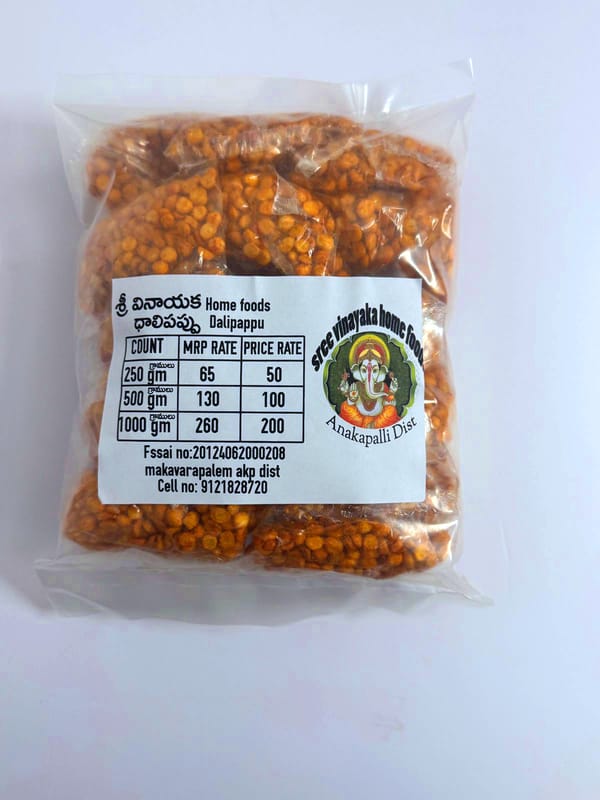 శ్రీ వినాయక Home foods
ధాలిపప్పు Dalipappu
COUNT MRP RATE PRICE RATE
250 గ్రాములు gm 65 50
500 గ్రాములు gm 130 100
1000 గ్రాములు gm 260 200
Fssai no:20124062000208
makavarapalem akp dist
Cell no: 9121828720
sree vinayaka home foods
Anakapalli Dist